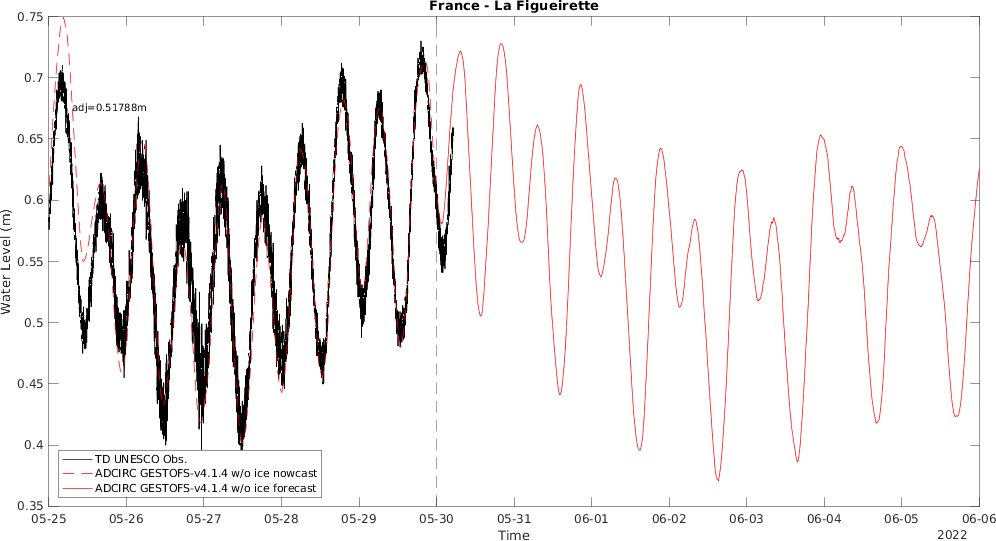 France - La Figueirette
0.75
0.7
0.65
0.6
0.55
0.5
0.45
0.4
0.35
Water Level (m)
adj=0.51788m
TD UNESCO Obs.
ADCIRC GESTOFS-v4.1.4 w/o ice nowcast
ADCIRC GESTOFS-v4.1.4 w/o ice forecast
05-25 05-26 05-27 05-28 05-29 05-30 05-31 06-01 06-02 06-03 06-04 06-05 06-06
Time
2022